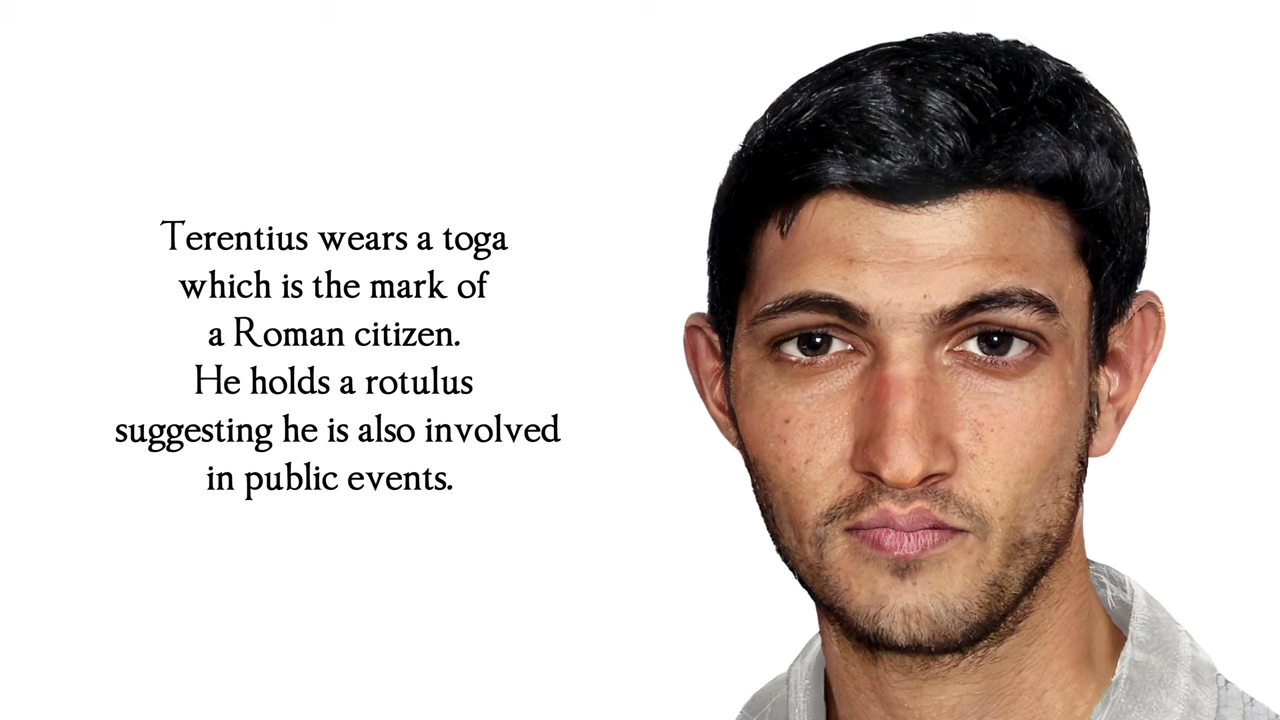 Terentius wears a toga
which is the mark of
a Roman citizen.
He holds a rotulus
suggesting he is also involved
in public events.